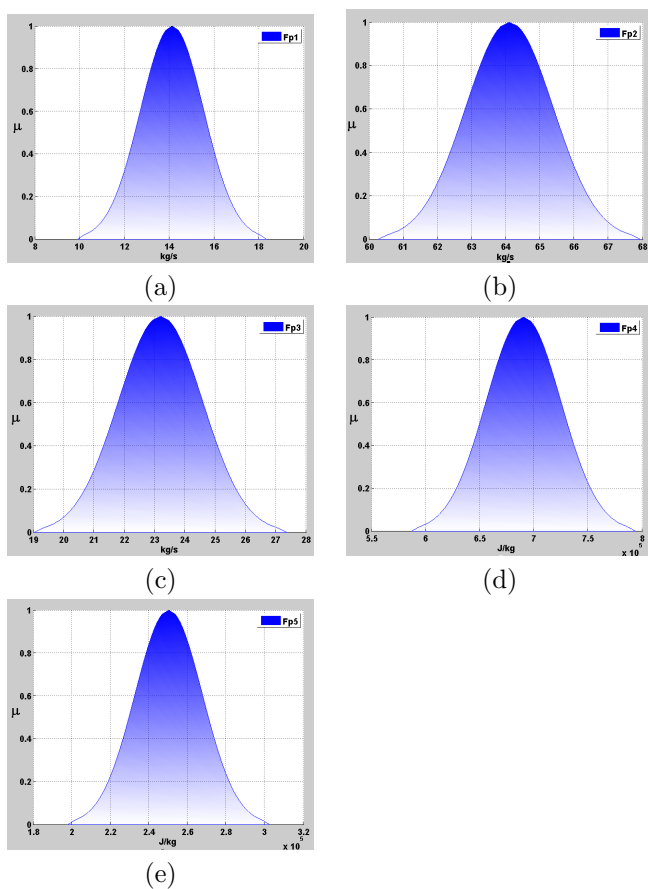 Fp1
1
0.8
0.6
μ
0.4
0.2
0
8 10 12 14 16 18 20
kg/s
(a)
Fp2
1
0.8
0.6
μ
0.4
0.2
0
60 61 62 63 64 65 66 67 68
kg/s
(b)
Fp3
1
0.8
0.6
μ
0.4
0.2
0
19 20 21 22 23 24 25 26 27 28
kg/s
(c)
Fp4
1
0.8
0.6
μ
0.4
0.2
0
5.5 6 6.5 7 7.5 8
J/kg
x 10⁵
(d)
Fp5
1
0.8
0.6
μ
0.4
0.2
0
1.8 2 2.2 2.4 2.6 2.8 3 3.2
J/kg
x 10⁵
(e)